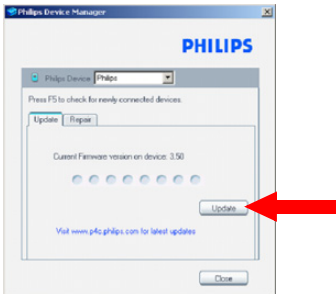 Philips Device Manager
PHILIPS
Philips Device Philips
Press F5 to check for newly connected devices.
Update Repair
Current Firmware version on device: 3.50
Update
Visit www.p4c.philips.com for latest updates
Close